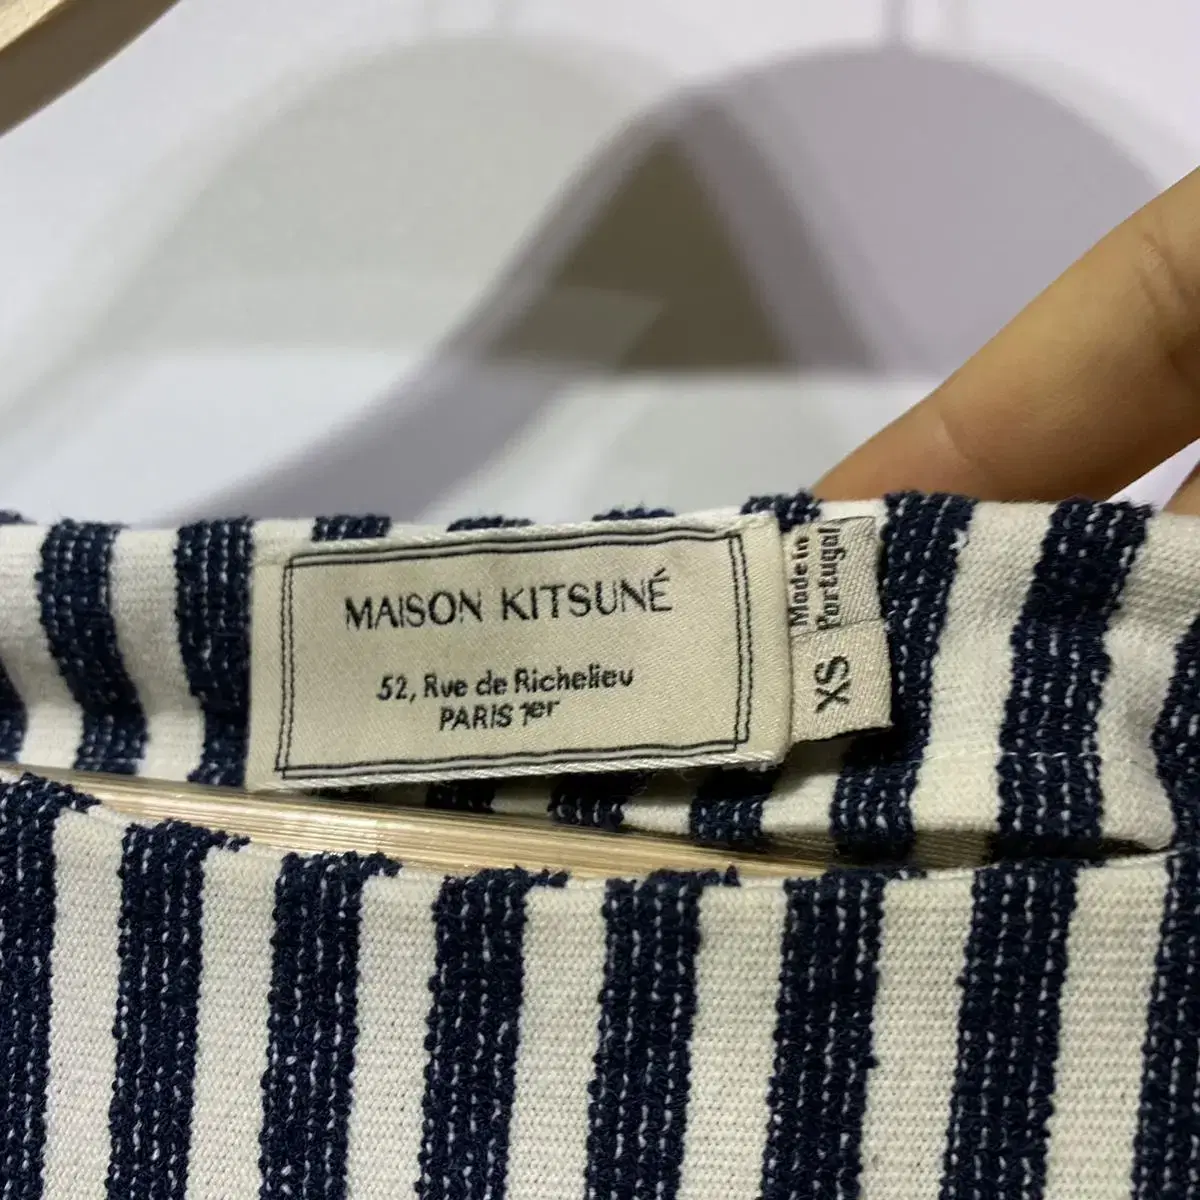 MAISON KITSUNÉ
52, Rue de Richelieu
PARIS 1er
Made in
Portugal
XS